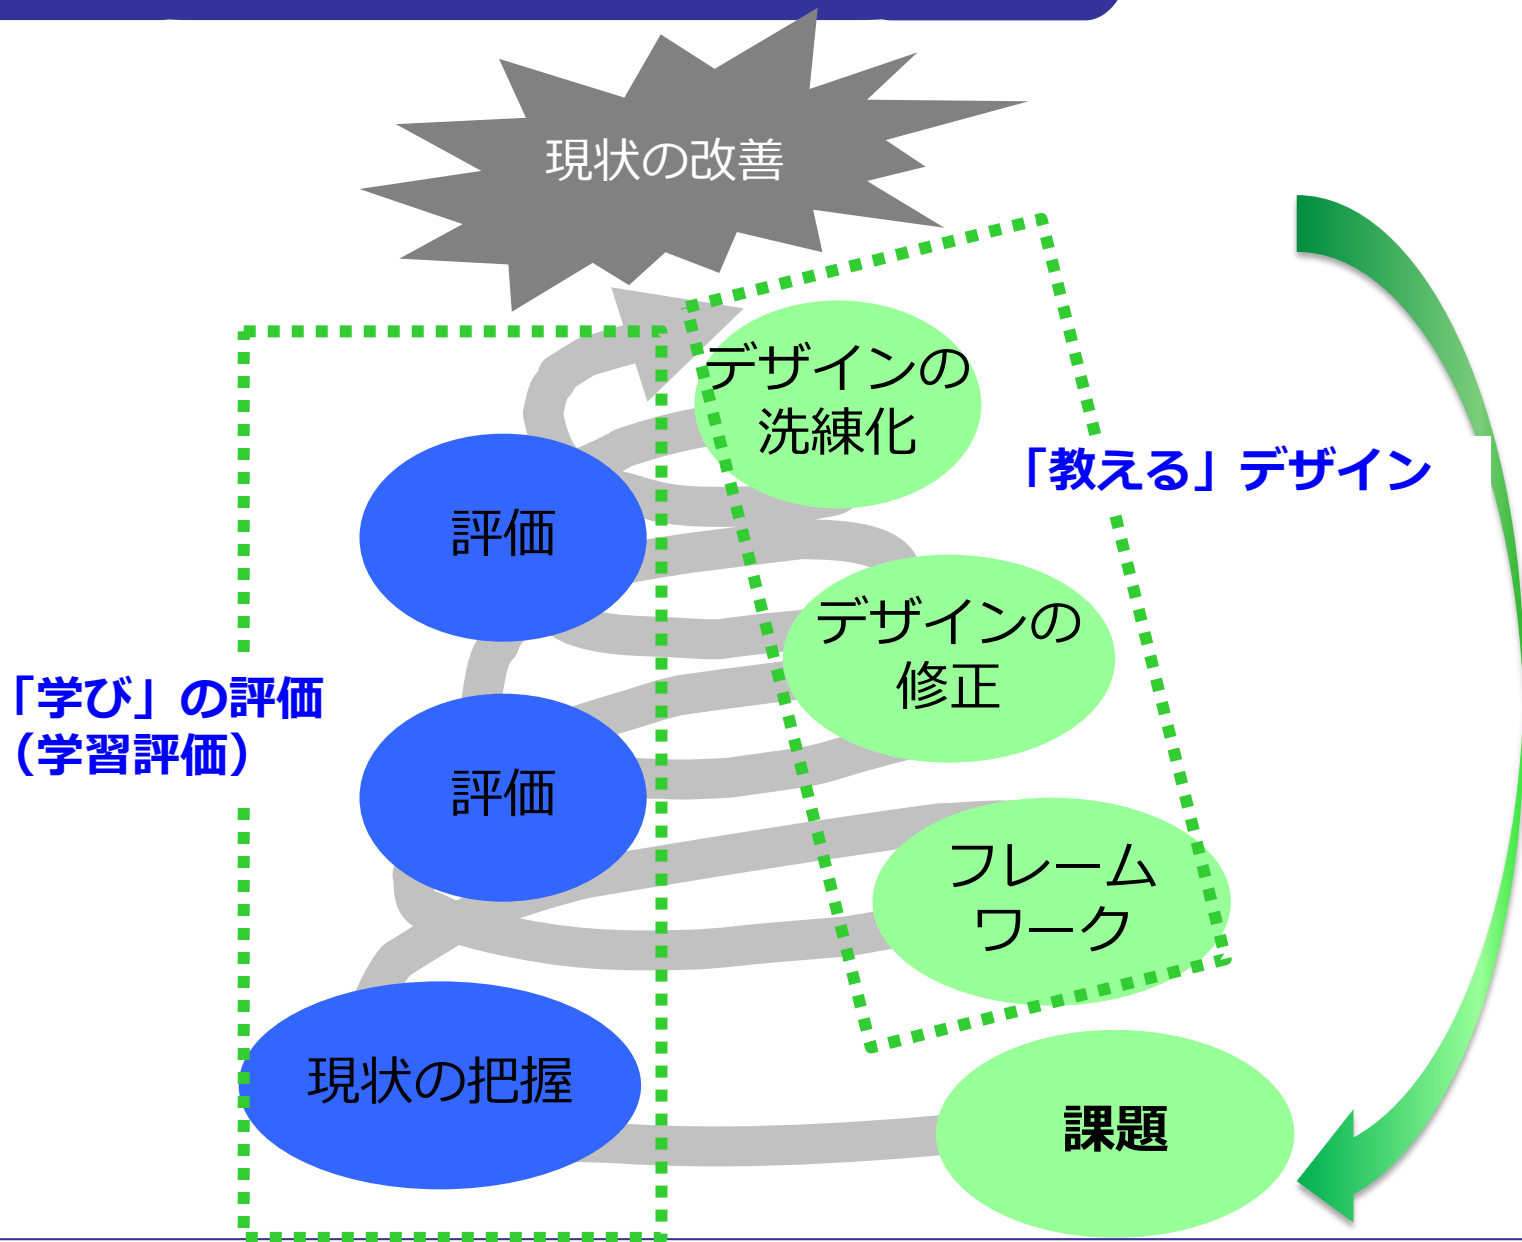 現状の改善
デザインの
洗練化
「教える」デザイン
評価
デザインの
修正
「学び」の評価
（学習評価）
評価
フレーム
ワーク
現状の把握
課題